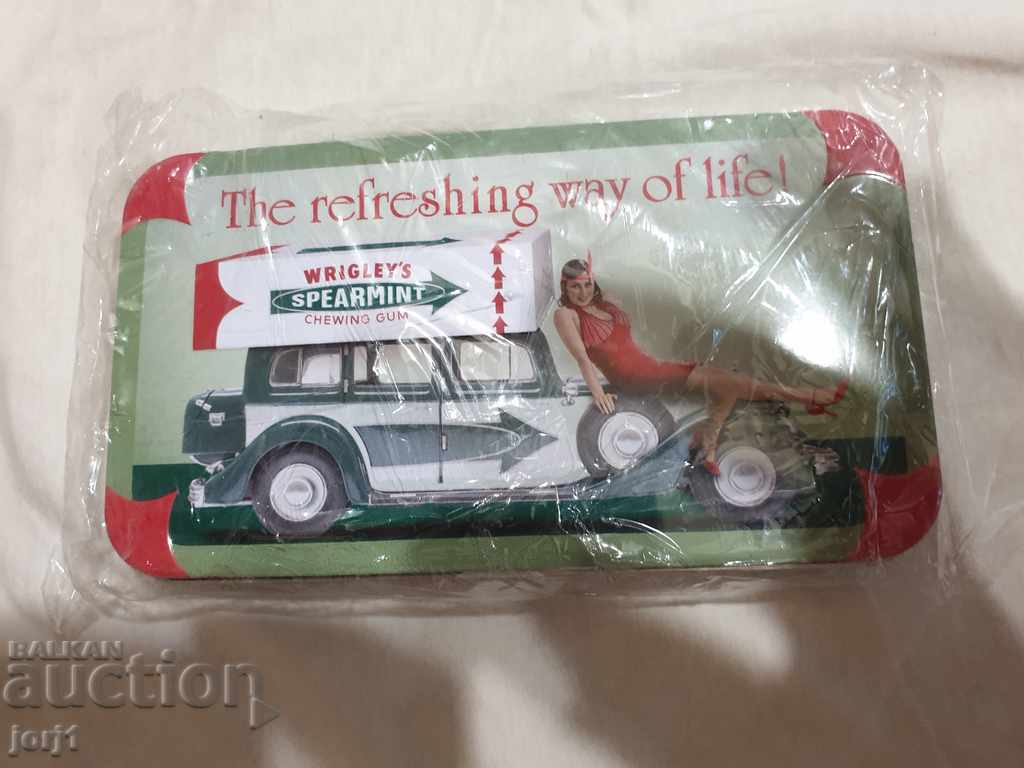 The refreshing way of life!
WRIGLEY'S
SPEARMINT
CHEWING GUM
BALKAN
auction
jorj1